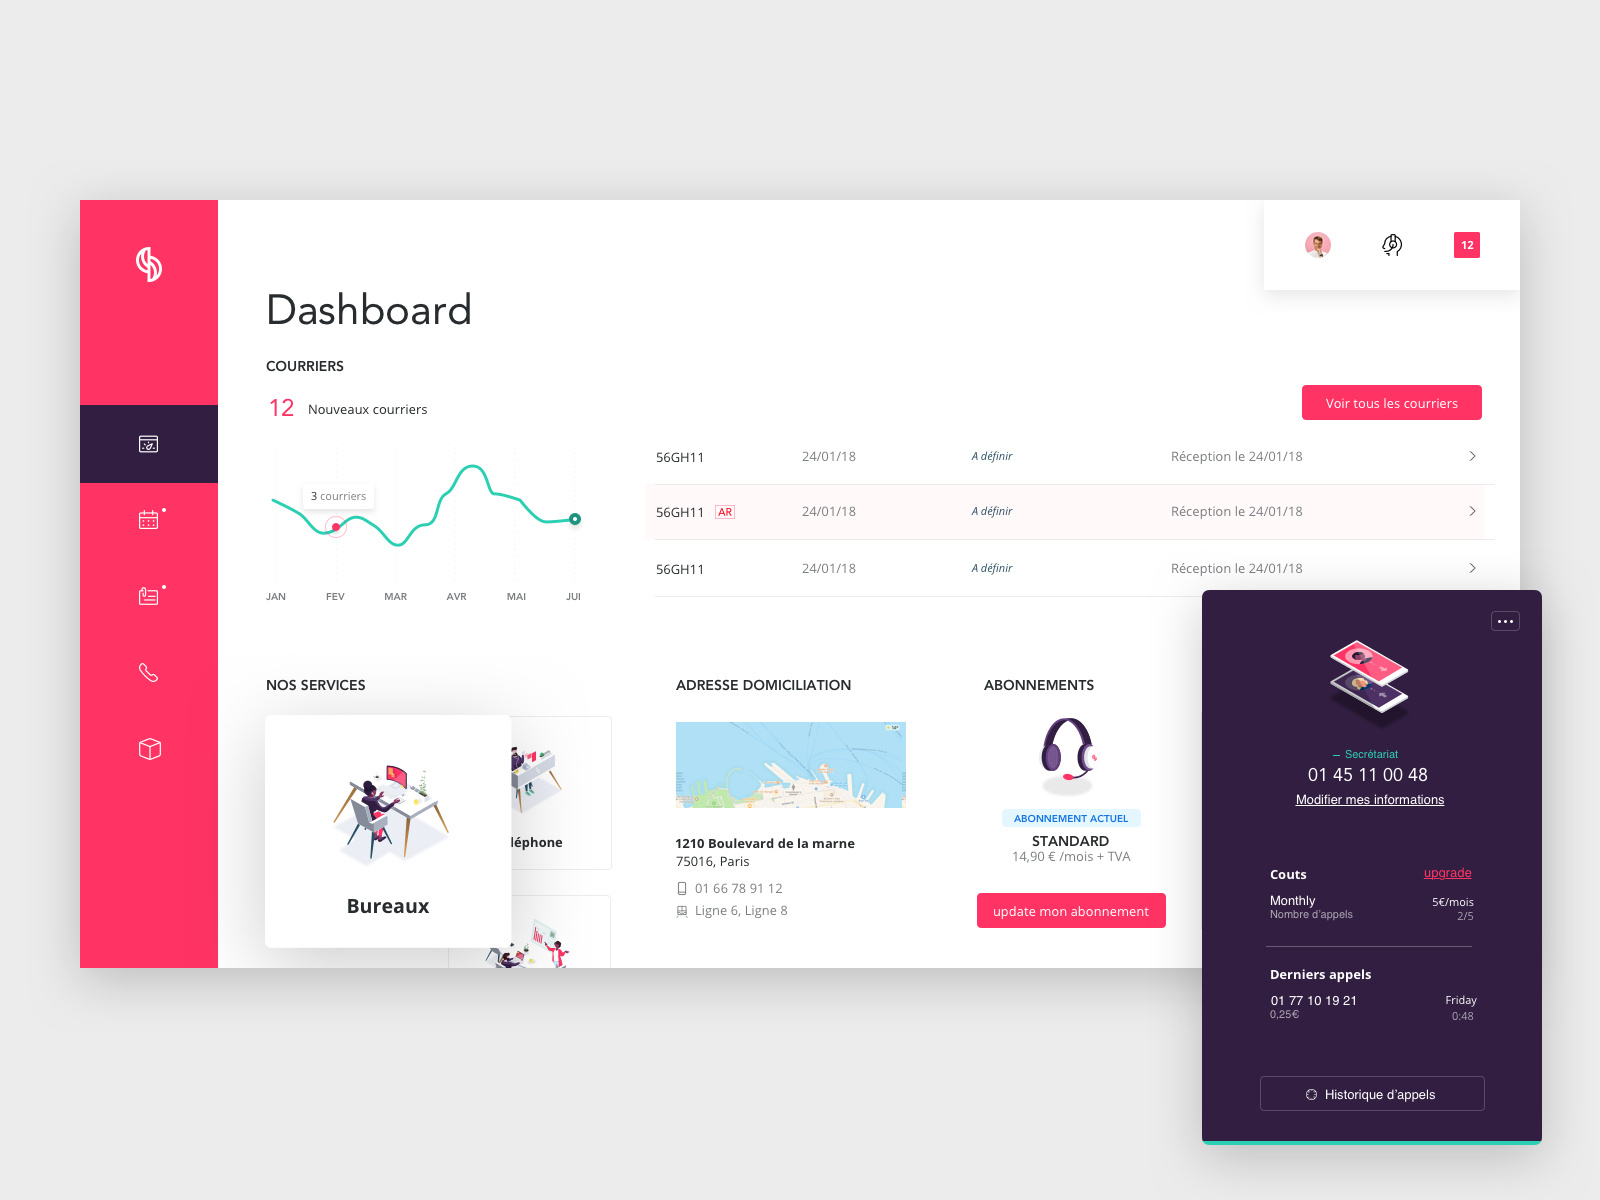 12
Dashboard
COURRIERS
12 Nouveaux courriers
Voir tous les courriers
3 courriers
JAN FEV MAR AVR MAI JUI
56GH11 24/01/18 A définir Réception le 24/01/18
56GH11 AR 24/01/18 A définir Réception le 24/01/18
56GH11 24/01/18 A définir Réception le 24/01/18
NOS SERVICES
Bureaux
léphone
ADRESSE DOMICILIATION
1210 Boulevard de la marne
75016, Paris
01 66 78 91 12
Ligne 6, Ligne 8
ABONNEMENTS
ABONNEMENT ACTUEL
STANDARD
14,90 € /mois + TVA
update mon abonnement
– Secrétariat
01 45 11 00 48
Modifier mes informations
Couts upgrade
Monthly 5€/mois
Nombre d’appels 2/5
Derniers appels
01 77 10 19 21 Friday
0,25€ 0:48
Historique d’appels